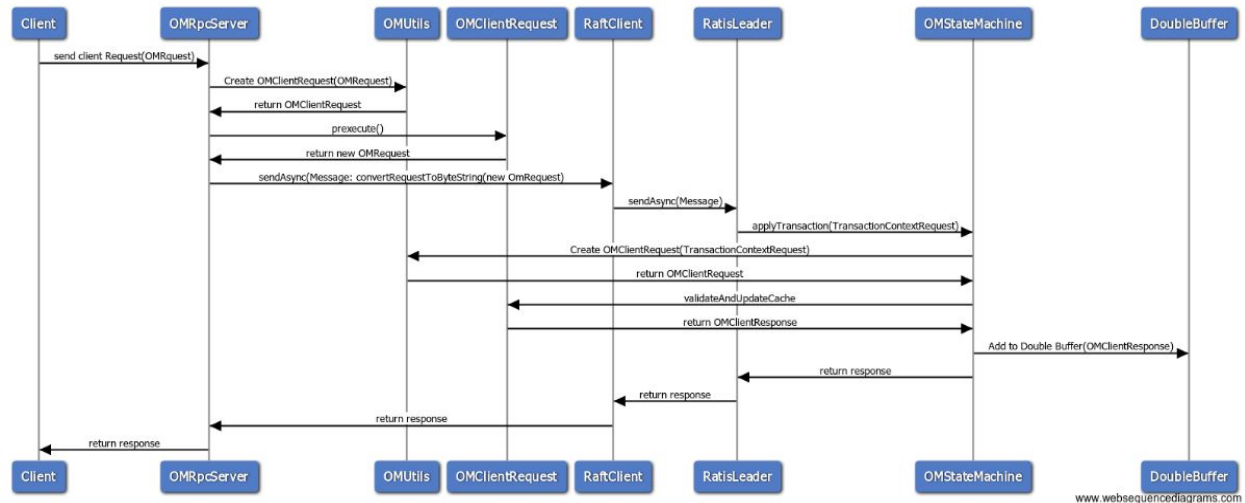 Client OMRpcServer OMUtils OMClientRequest RaftClient RatisLeader OMStateMachine DoubleBuffer
send client Request(OMRquest)
Create OMClientRequest(OMRequest)
return OMClientRequest
prexecute()
return new OMRequest
sendAsync(Message: convertRequestToByteString(new OmRequest)
sendAsync(Message)
applyTransaction(TransactionContextRequest)
Create OMClientRequest(TransactionContextRequest)
return OMClientRequest
validateAndUpdateCache
return OMClientResponse
Add to Double Buffer(OMClientResponse)
return response
return response
return response
return response
Client OMRpcServer OMUtils OMClientRequest RaftClient RatisLeader OMStateMachine DoubleBuffer
www.websequencediagrams.com